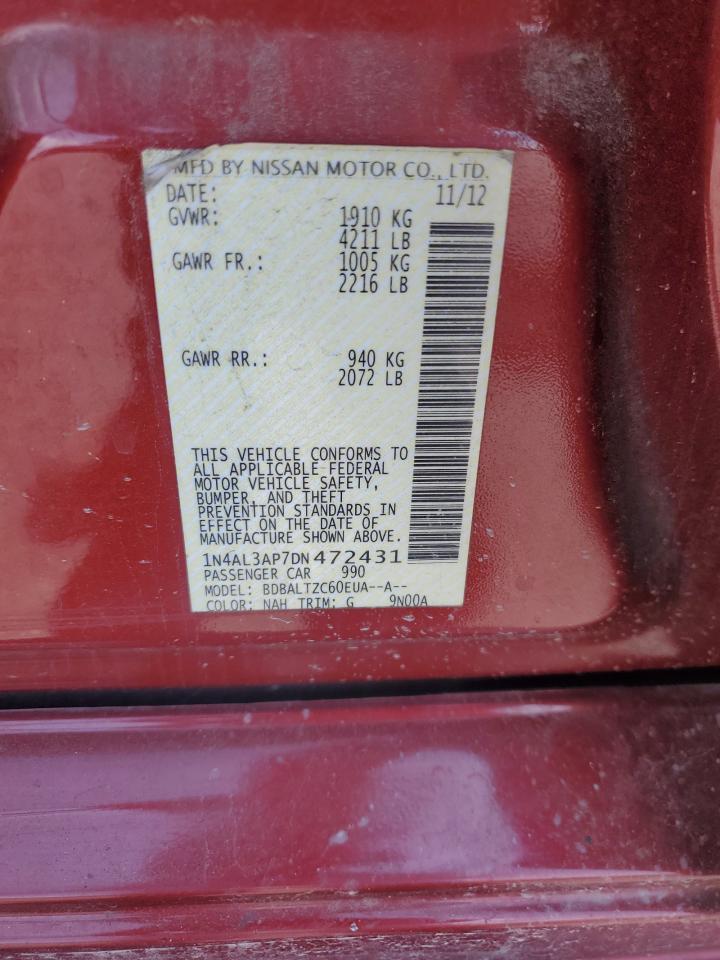 MFD BY NISSAN MOTOR CO., LTD.
DATE: 11/12
GVWR: 1910 KG
4211 LB
GAWR FR.: 1005 KG
2216 LB
GAWR RR.: 940 KG
2072 LB
THIS VEHICLE CONFORMS TO
ALL APPLICABLE FEDERAL
MOTOR VEHICLE SAFETY,
BUMPER, AND THEFT
PREVENTION STANDARDS IN
EFFECT ON THE DATE OF
MANUFACTURE SHOWN ABOVE.
1N4AL3AP7DN472431
PASSENGER CAR 990
MODEL: BDBALTZC60EUA--A--
COLOR: NAH TRIM: G 9N00A